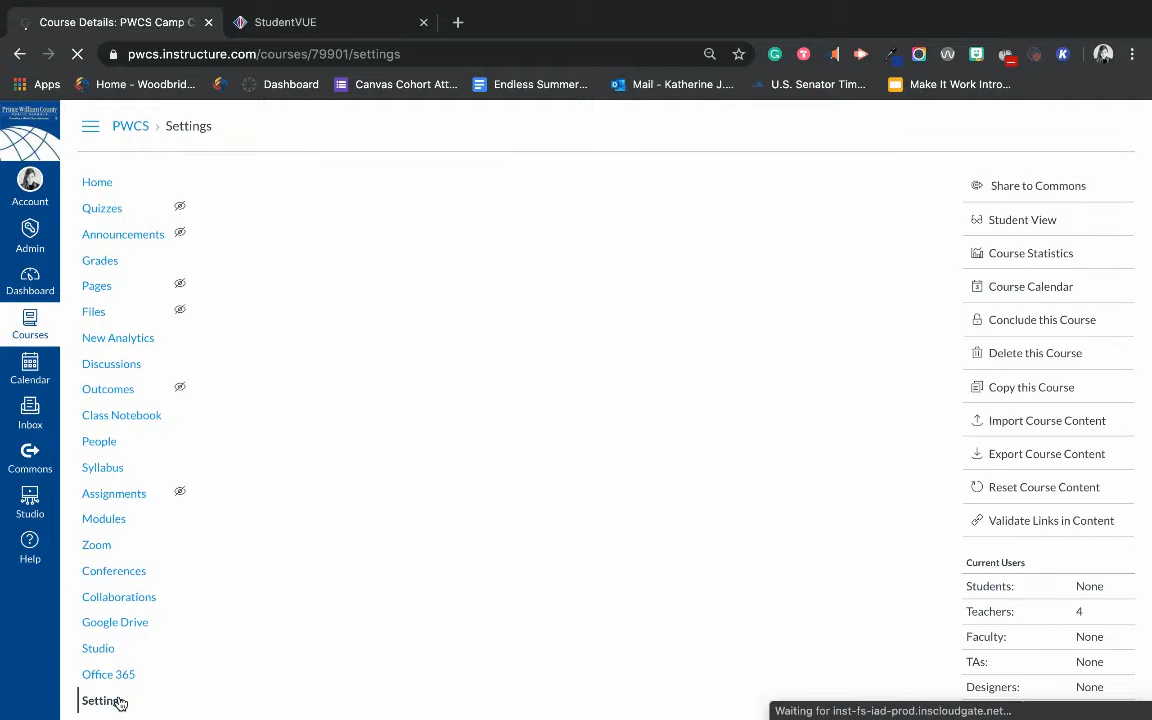 Course Details: PWCS Camp C
StudentVUE
pwcs.instructure.com/courses/79901/settings
Apps
Home - Woodbridg...
Dashboard
Canvas Cohort Att...
Endless Summer...
Mail - Katherine J....
U.S. Senator Tim...
Make It Work Intro...
Prince William County
PUBLIC SCHOOLS
PWCS › Settings
Account
Admin
Dashboard
Courses
Calendar
Inbox
Commons
Studio
Help
Home
Quizzes
Announcements
Grades
Pages
Files
New Analytics
Discussions
Outcomes
Class Notebook
People
Syllabus
Assignments
Modules
Zoom
Conferences
Collaborations
Google Drive
Studio
Office 365
Settings
Share to Commons
Student View
Course Statistics
Course Calendar
Conclude this Course
Delete this Course
Copy this Course
Import Course Content
Export Course Content
Reset Course Content
Validate Links in Content
Current Users
Students: None
Teachers: 4
Faculty: None
TAs: None
Designers: None
Waiting for inst-fs-iad-prod.inscloudgate.net...